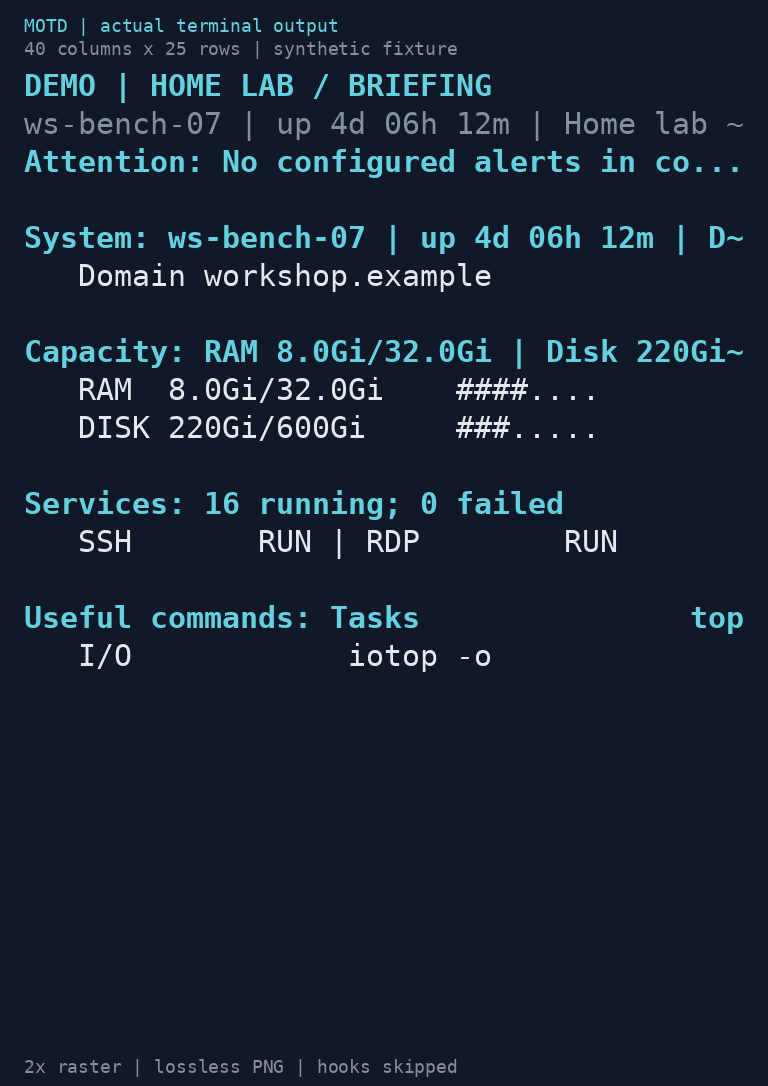 MOTD | actual terminal output
40 columns x 25 rows | synthetic fixture
DEMO | HOME LAB / BRIEFING
ws-bench-07 | up 4d 06h 12m | Home lab ~
Attention: No configured alerts in co...
System: ws-bench-07 | up 4d 06h 12m | D~
Domain workshop.example
Capacity: RAM 8.0Gi/32.0Gi | Disk 220Gi~
RAM  8.0Gi/32.0Gi    ####....
DISK 220Gi/600Gi     ###.....
Services: 16 running; 0 failed
SSH       RUN | RDP        RUN
Useful commands: Tasks               top
I/O            iotop -o
2x raster | lossless PNG | hooks skipped